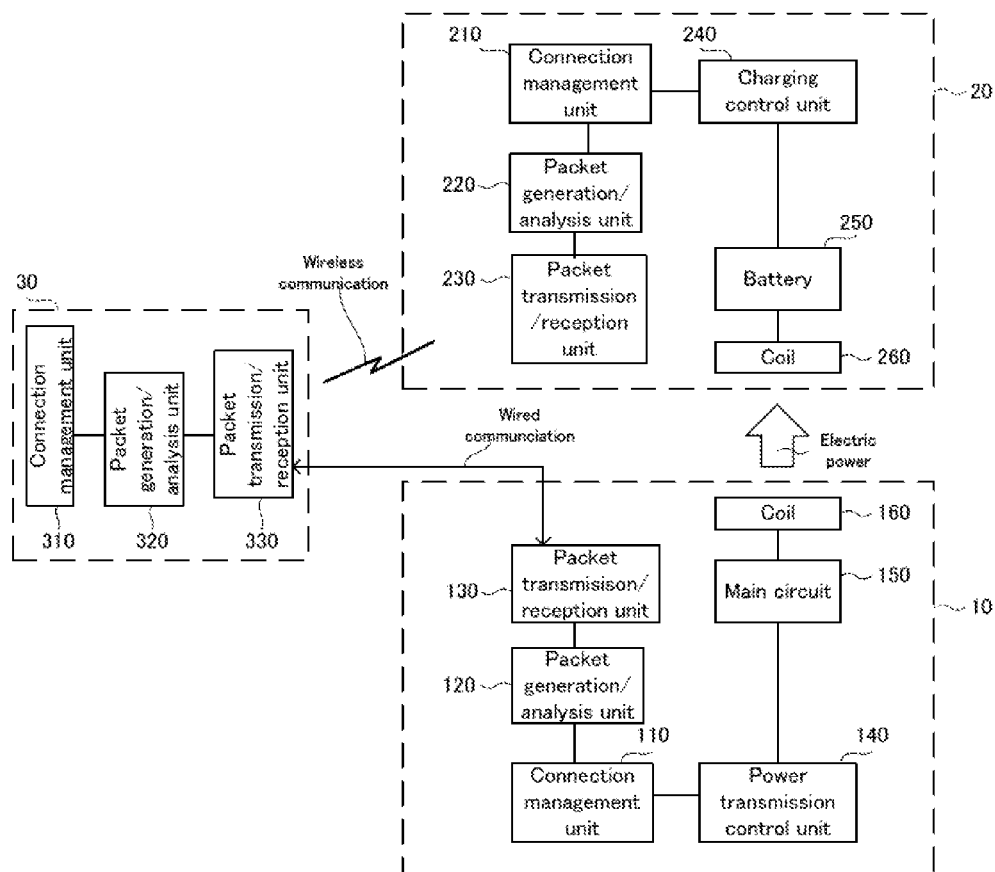 210
240
Connection
management
unit
Charging
control unit
20
220
Packet
generation/
analysis unit
250
230
Packet
transmission
/reception
unit
Battery
Coil
260
Wireless
communication
30
Connection
management unit
Packet
generation/
analysis unit
Packet
transmission/
reception unit
310
320
330
Wired
communciation
Electric
power
Coil
160
130
Packet
transmisison/
reception unit
Main circuit
150
10
120
Packet
generation/
analysis unit
110
140
Connection
management
unit
Power
transmission
control unit